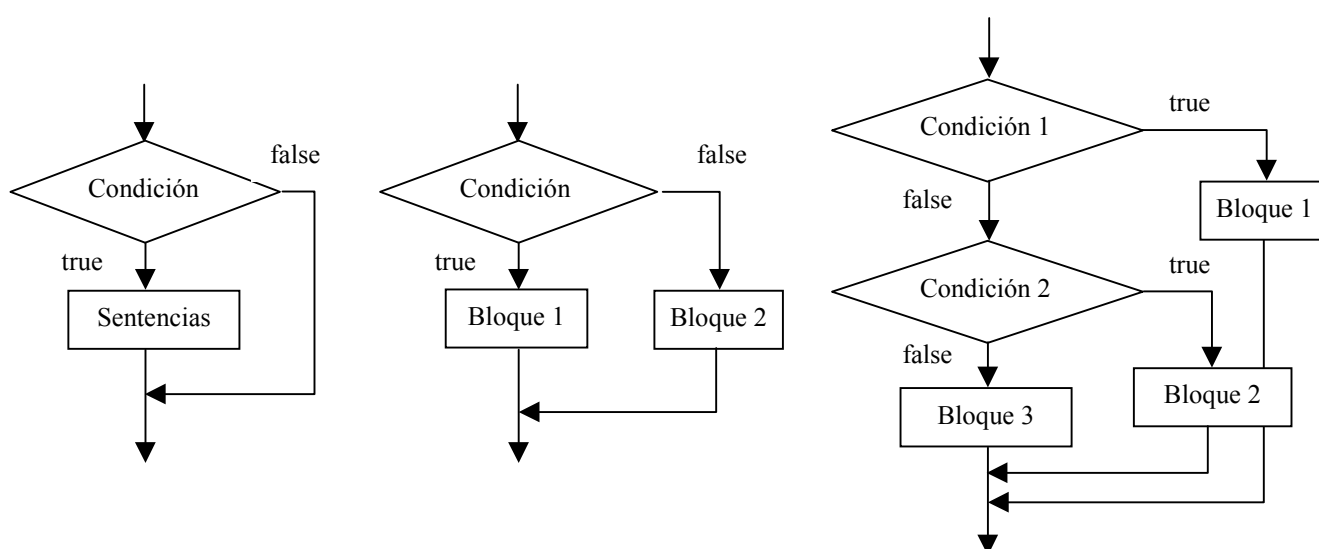 false
Condición
true
Sentencias
false
Condición
true
Bloque 1
Bloque 2
true
Condición 1
false
Bloque 1
true
Condición 2
false
Bloque 2
Bloque 3